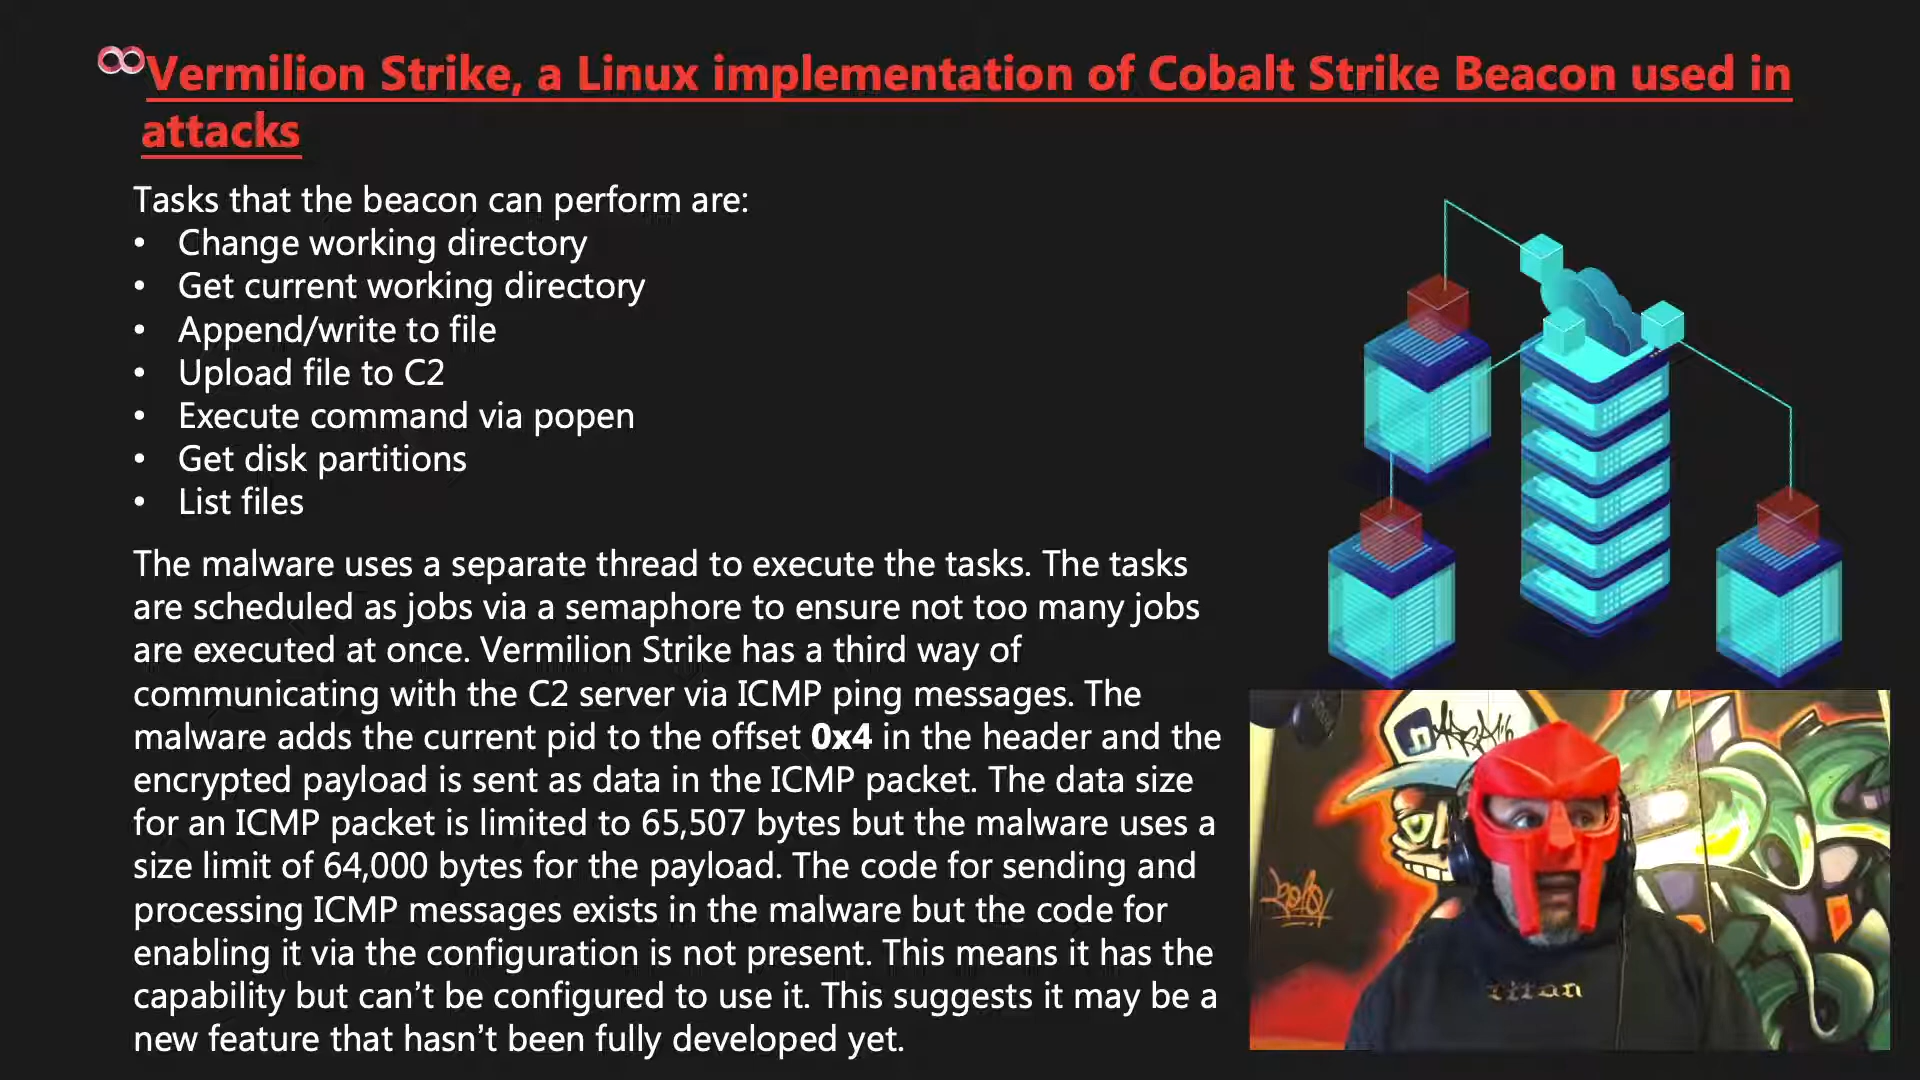 Vermilion Strike, a Linux implementation of Cobalt Strike Beacon used in
attacks
Tasks that the beacon can perform are:
• Change working directory
• Get current working directory
• Append/write to file
• Upload file to C2
• Execute command via popen
• Get disk partitions
• List files
The malware uses a separate thread to execute the tasks. The tasks
are scheduled as jobs via a semaphore to ensure not too many jobs
are executed at once. Vermilion Strike has a third way of
communicating with the C2 server via ICMP ping messages. The
malware adds the current pid to the offset 0x4 in the header and the
encrypted payload is sent as data in the ICMP packet. The data size
for an ICMP packet is limited to 65,507 bytes but the malware uses a
size limit of 64,000 bytes for the payload. The code for sending and
processing ICMP messages exists in the malware but the code for
enabling it via the configuration is not present. This means it has the
capability but can’t be configured to use it. This suggests it may be a
new feature that hasn’t been fully developed yet.